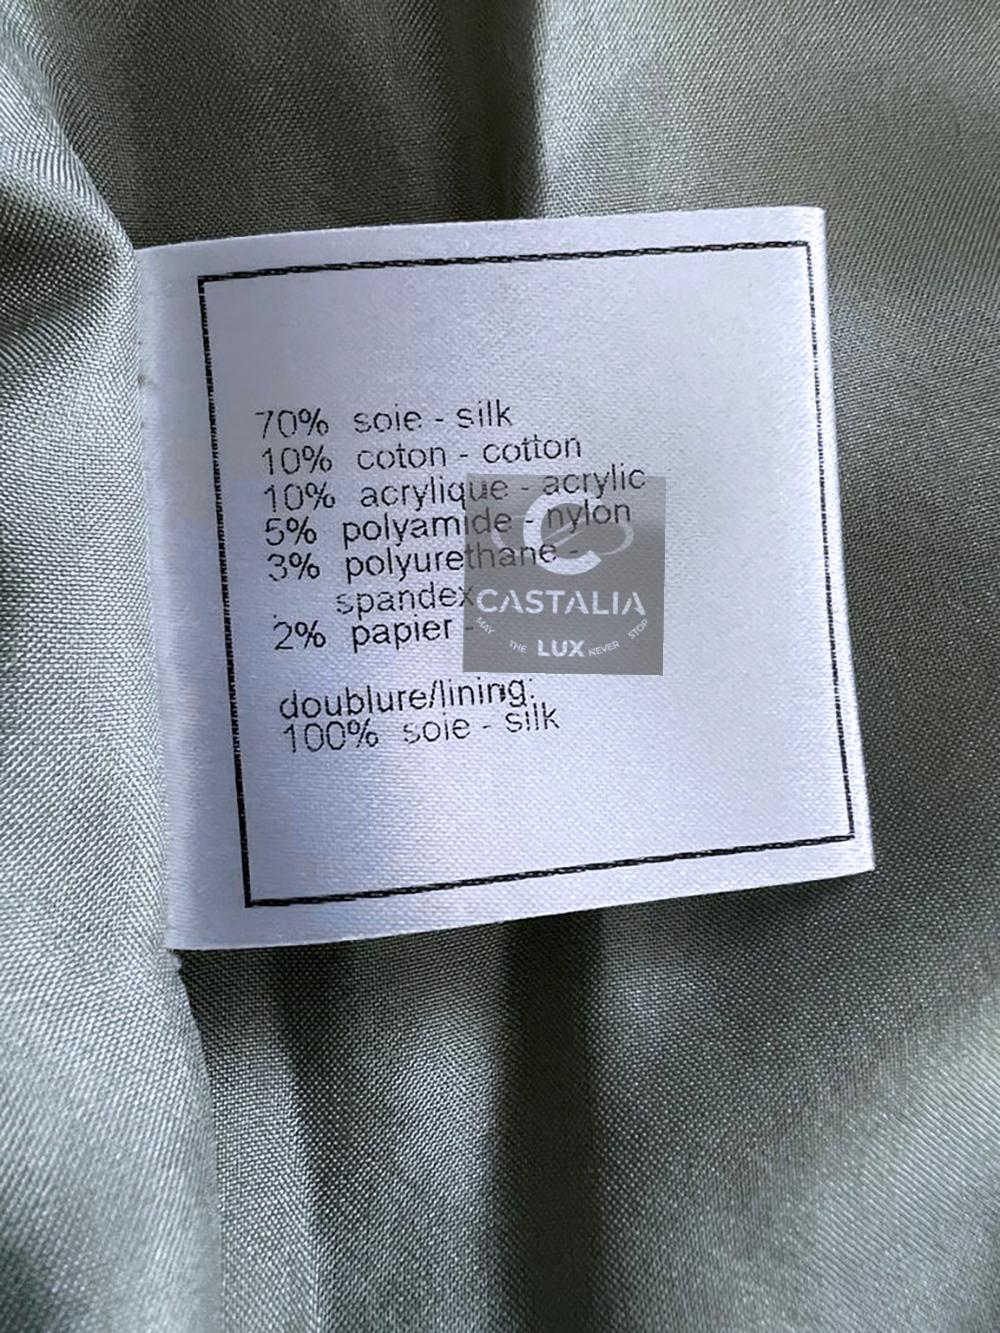 70% soie - silk
10% coton - cotton
10% acrylique - acrylic
5% polyamide - nylon
3% polyurethane -
spandex
2% papier -
doublure/lining:
100% soie - silk
CASTALIA
MAY THE LUX NEVER STOP